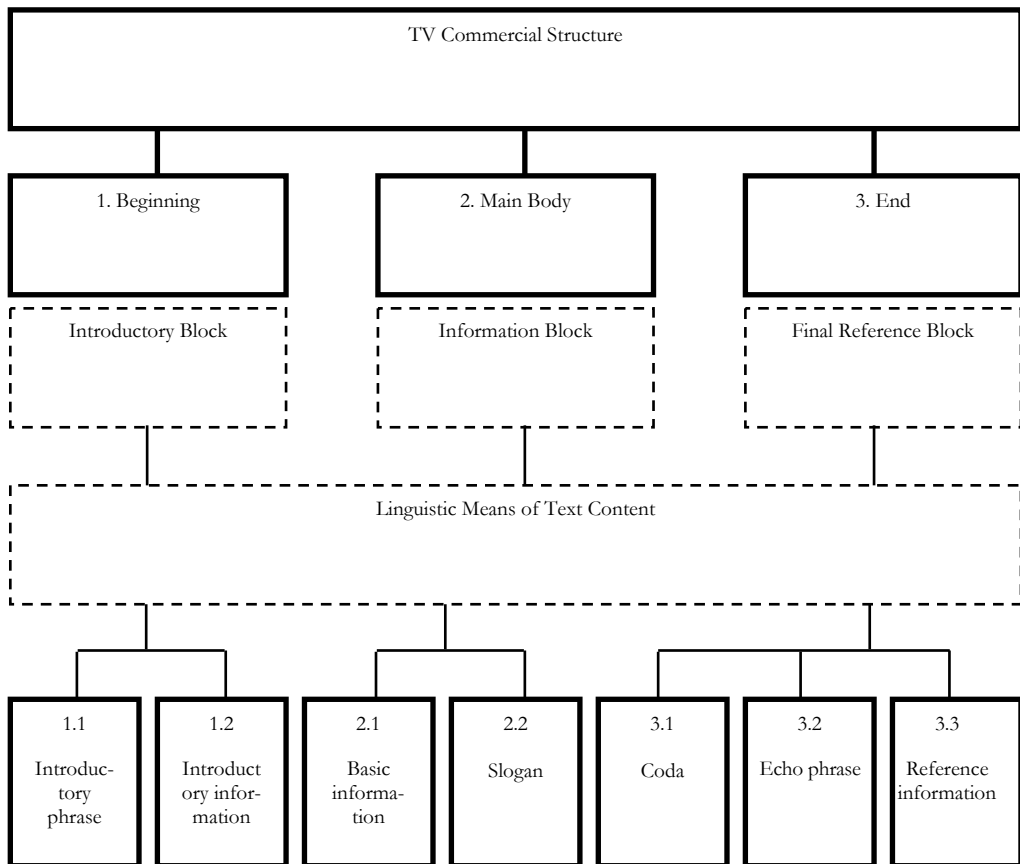 TV Commercial Structure
1. Beginning
2. Main Body
3. End
Introductory Block
Information Block
Final Reference Block
Linguistic Means of Text Content
1.1
Introduc-
tory
phrase
1.2
Introduct
ory infor-
mation
2.1
Basic
informa-
tion
2.2
Slogan
3.1
Coda
3.2
Echo phrase
3.3
Reference
information